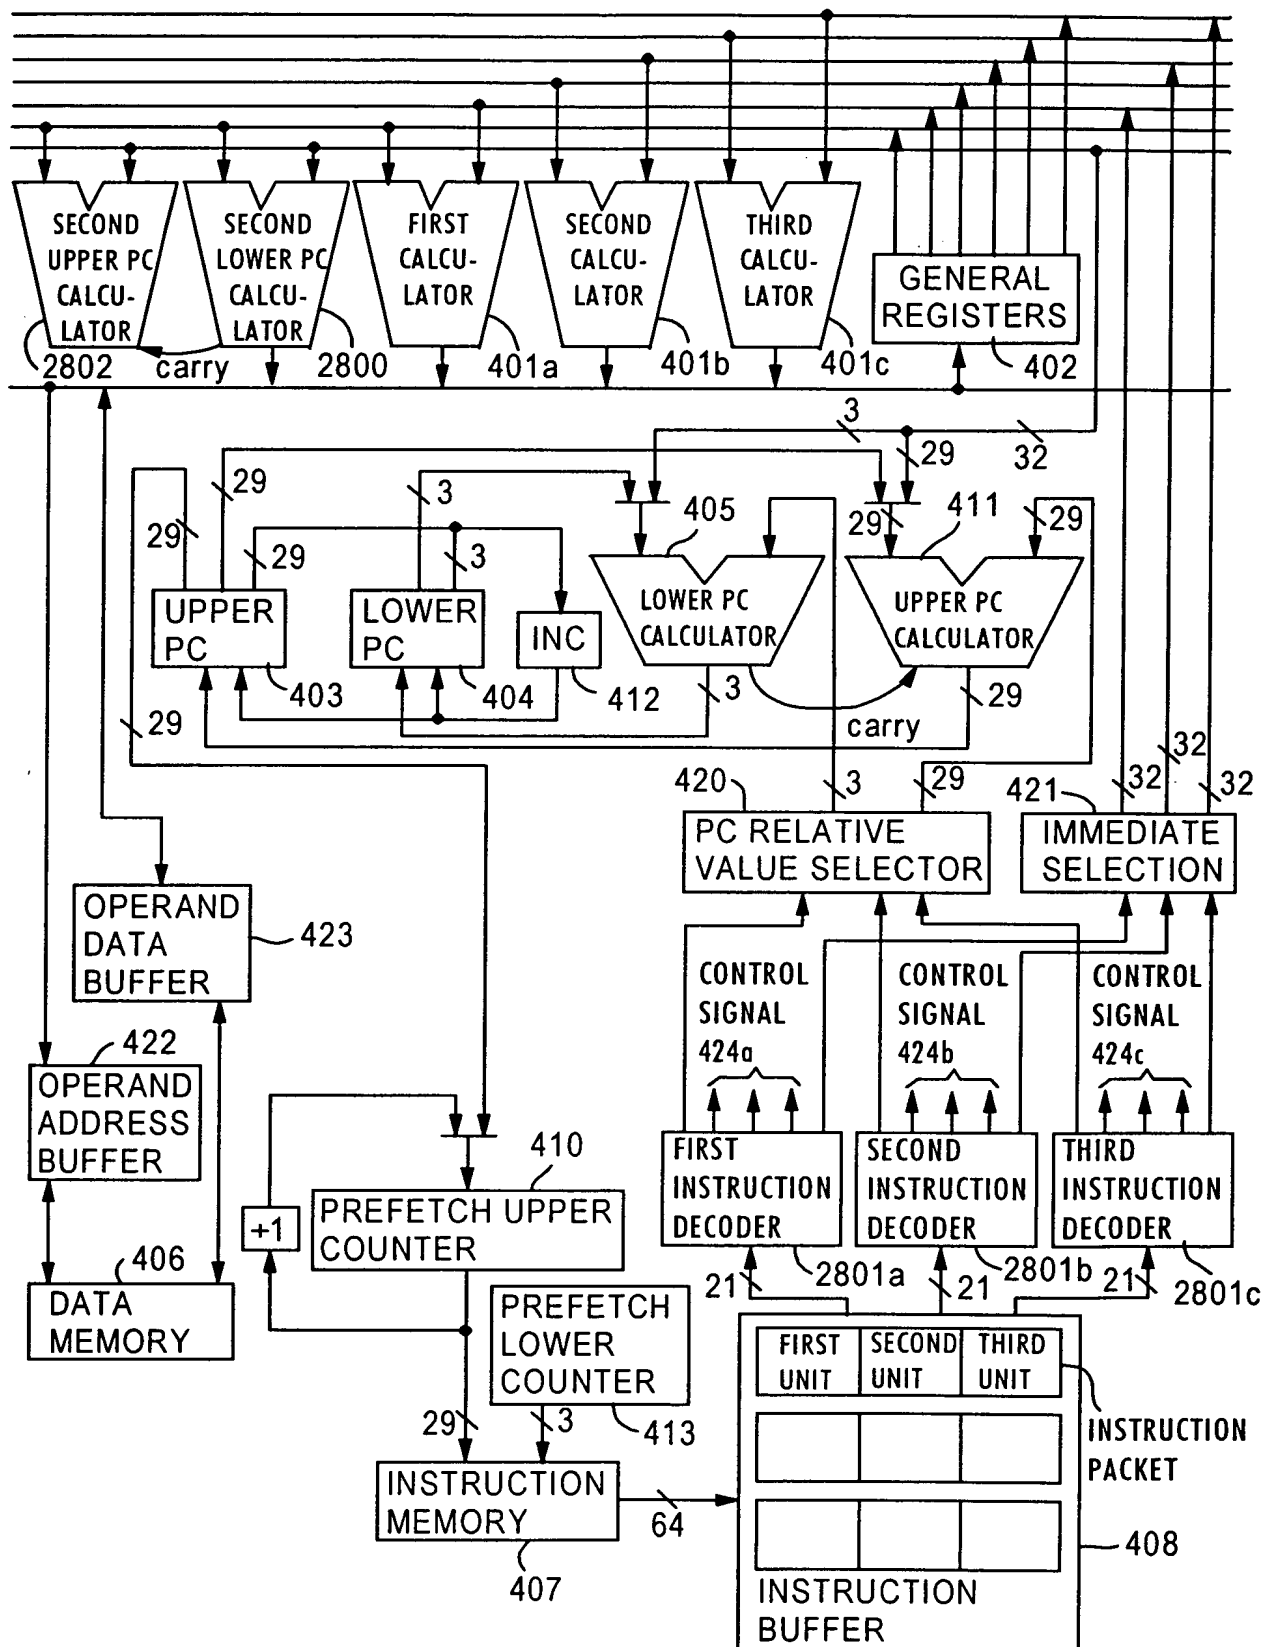 SECOND
UPPER PC
CALCU-
LATOR
SECOND
LOWER PC
CALCU-
LATOR
FIRST
CALCU-
LATOR
SECOND
CALCU-
LATOR
THIRD
CALCU-
LATOR
GENERAL
REGISTERS
2802
carry
2800
401a
401b
401c
402
3
29
32
29
3
405
29
411
29
29
29
3
UPPER
PC
LOWER
PC
INC
LOWER PC
CALCULATOR
UPPER PC
CALCULATOR
403
404
412
3
29
29
carry
420
3
29
421
32
32
32
PC RELATIVE
VALUE SELECTOR
IMMEDIATE
SELECTION
OPERAND
DATA
BUFFER
423
CONTROL
SIGNAL
424a
CONTROL
SIGNAL
424b
CONTROL
SIGNAL
424c
422
OPERAND
ADDRESS
BUFFER
410
FIRST
INSTRUCTION
DECODER
SECOND
INSTRUCTION
DECODER
THIRD
INSTRUCTION
DECODER
+1
PREFETCH UPPER
COUNTER
406
DATA
MEMORY
21
2801a
21
2801b
21
2801c
PREFETCH
LOWER
COUNTER
FIRST
UNIT
SECOND
UNIT
THIRD
UNIT
29
3
413
INSTRUCTION
PACKET
INSTRUCTION
MEMORY
64
407
408
INSTRUCTION
BUFFER